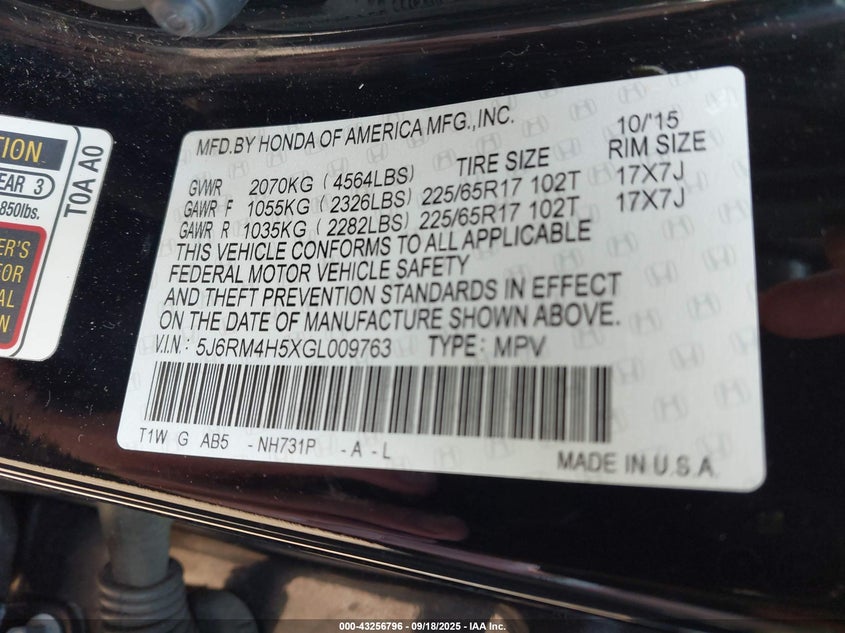 MFD.BY HONDA OF AMERICA MFG.,INC. 10/'15
TIRE SIZE RIM SIZE
GVWR 2070KG (4564LBS)
GAWR F 1055KG (2326LBS) 225/65R17 102T 17X7J
GAWR R 1035KG (2282LBS) 225/65R17 102T 17X7J
THIS VEHICLE CONFORMS TO ALL APPLICABLE
FEDERAL MOTOR VEHICLE SAFETY
AND THEFT PREVENTION STANDARDS IN EFFECT
ON THE DATE OF MANUFACTURE SHOWN ABOVE.
V.I.N: 5J6RM4H5XGL009763 TYPE: MPV
T1W G AB5 -NH731P -A-L
MADE IN U.S.A.
TION
EAR 3
850lbs.
ER'S
FOR
AL
N
T0A A0
000-43256796 - 09/18/2025 - IAA Inc.